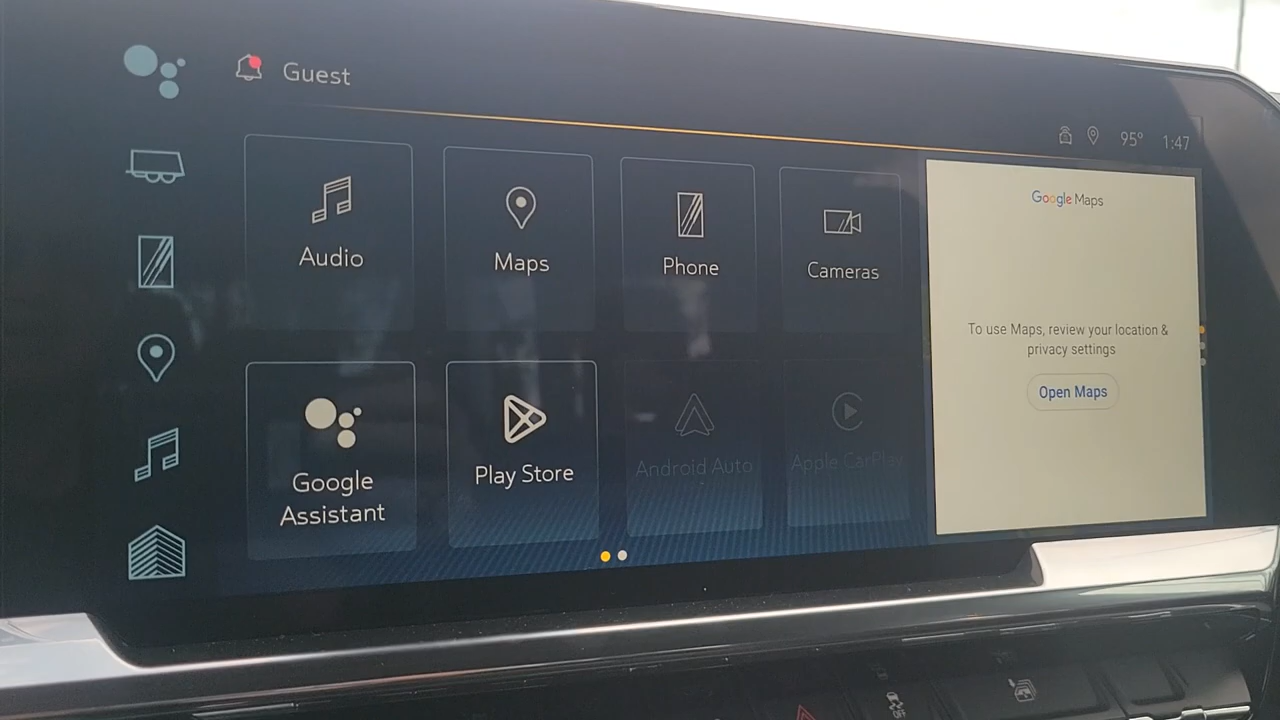 Guest
95° 1:47
Audio
Maps
Phone
Cameras
Google
Assistant
Play Store
Android Auto
Apple CarPlay
Google Maps
To use Maps, review your location &
privacy settings
Open Maps